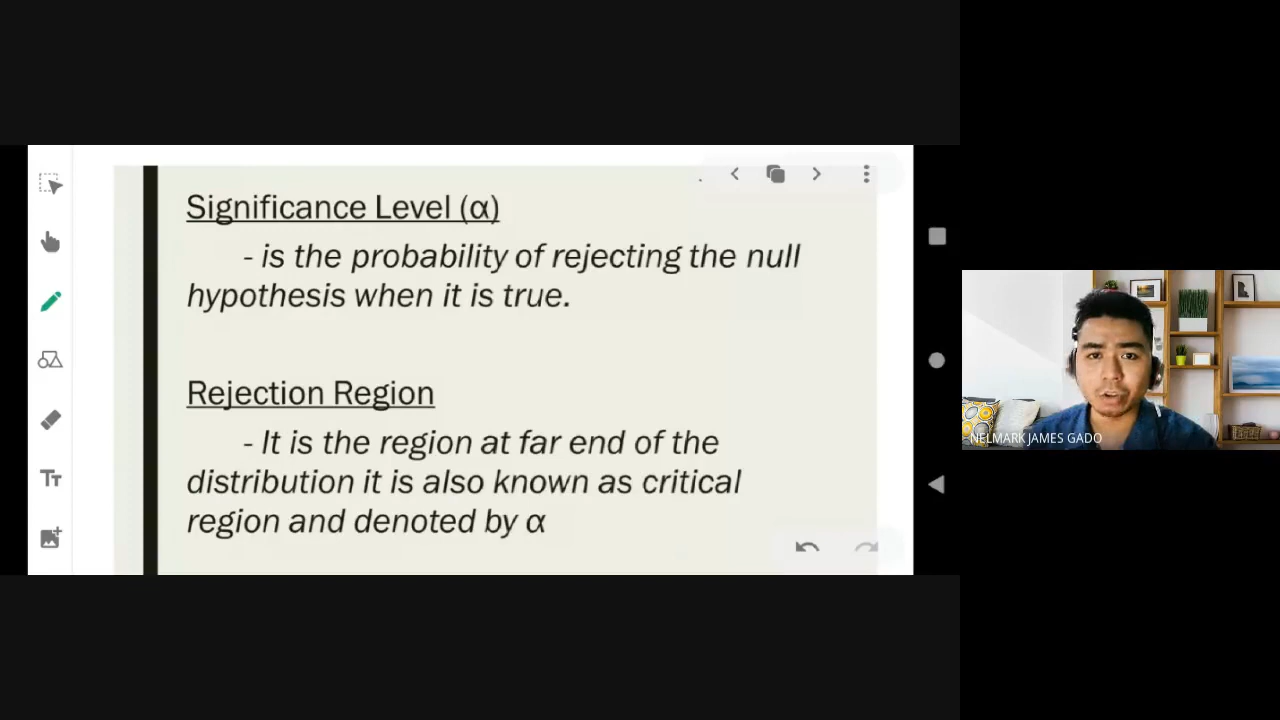 Significance Level (α)
- is the probability of rejecting the null
hypothesis when it is true.
Rejection Region
- It is the region at far end of the
distribution it is also known as critical
region and denoted by α
Tт
NELMARK JAMES GADO